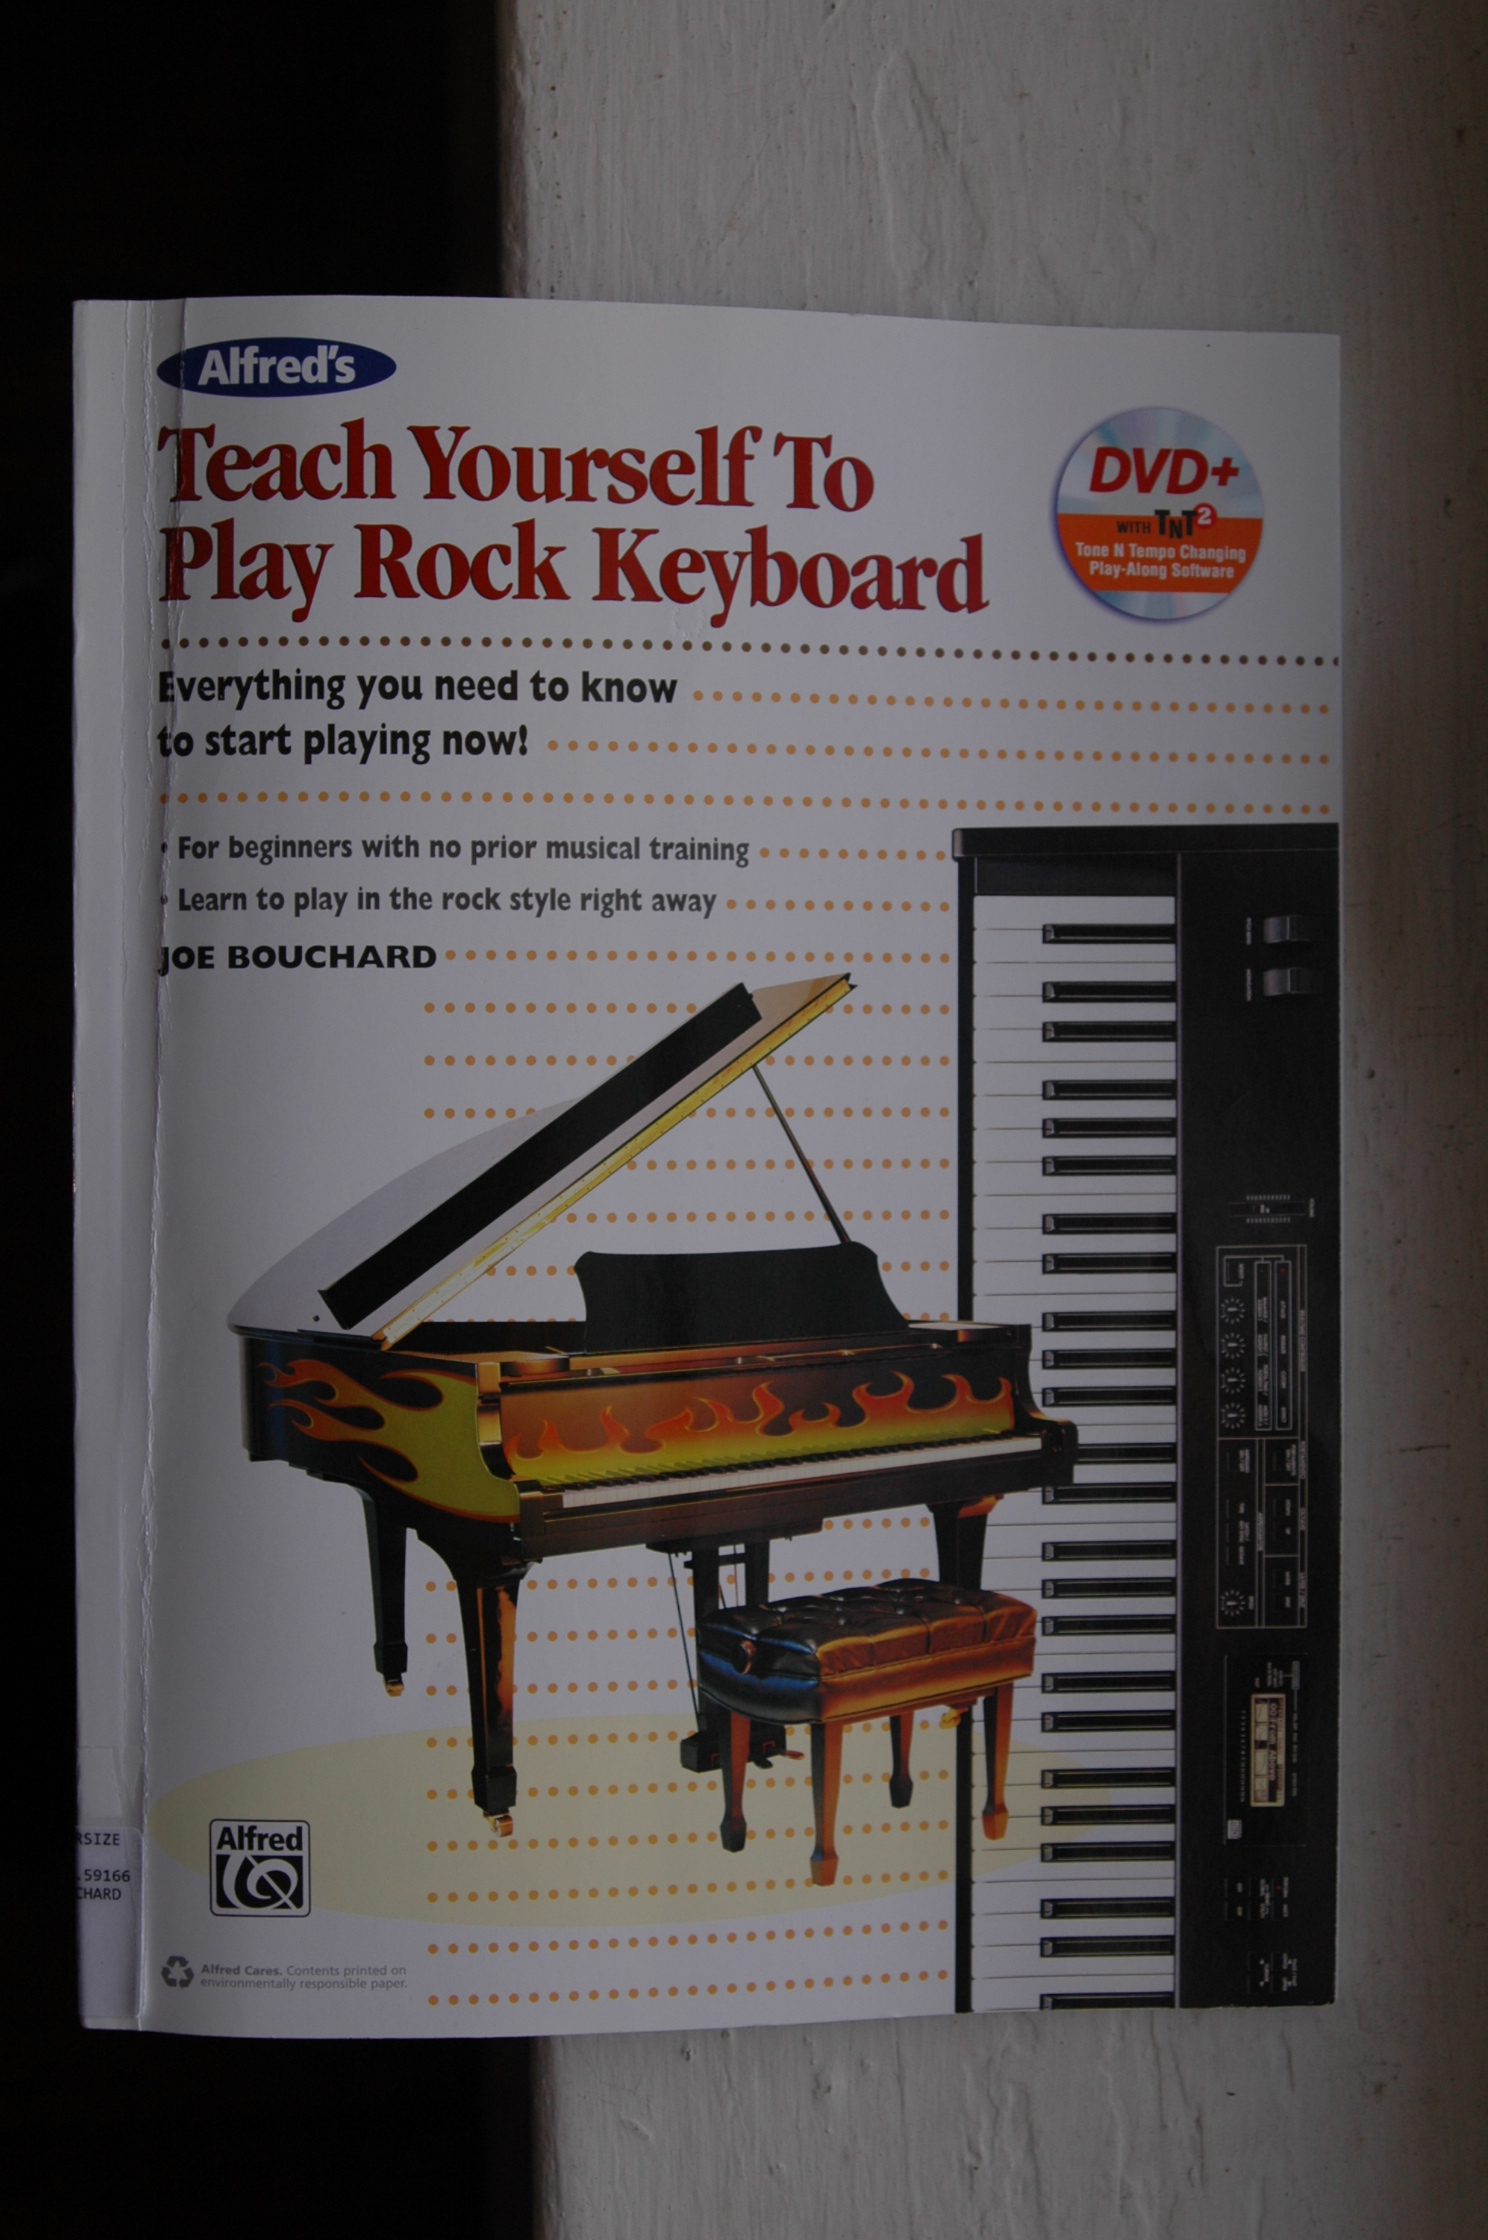 Alfred's
Teach Yourself To
Play Rock Keyboard
DVD+
WITH TNT2
Tone N Tempo Changing
Play-Along Software
Everything you need to know
to start playing now!
• For beginners with no prior musical training
• Learn to play in the rock style right away
JOE BOUCHARD
Alfred
RSIZE
.59166
CHARD
Alfred Cares. Contents printed on
environmentally responsible paper.